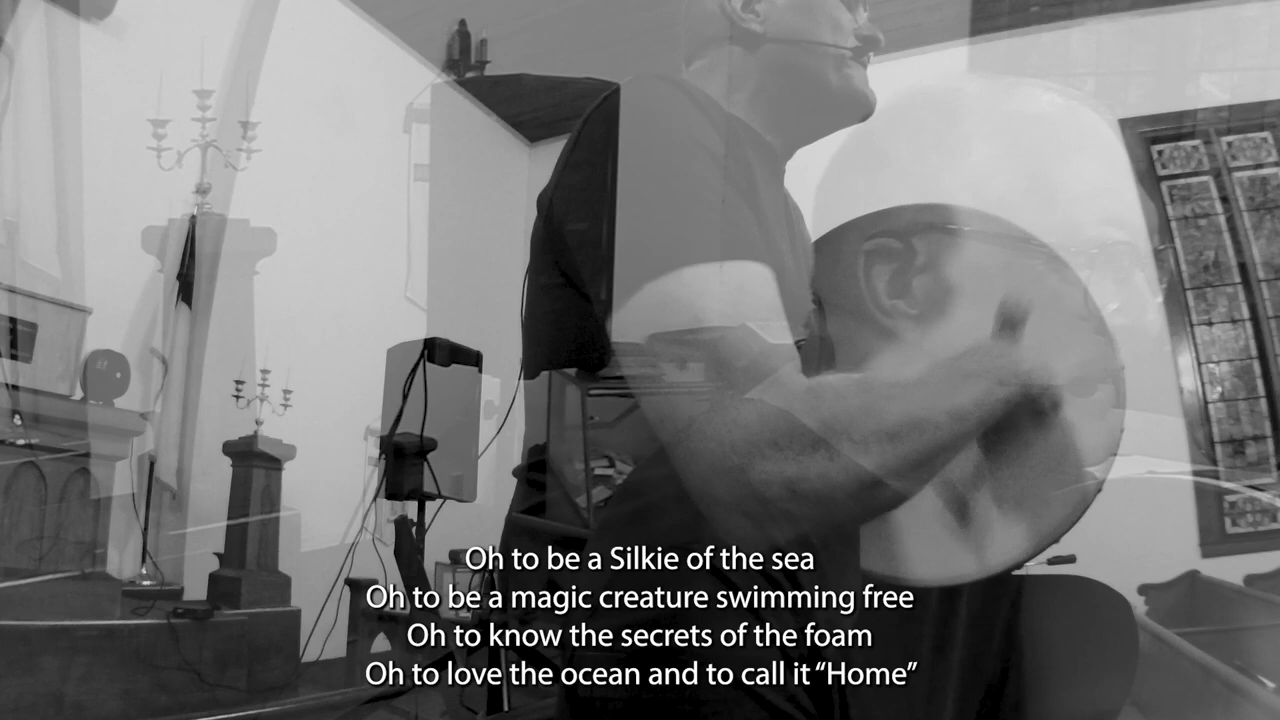 Oh to be a Silkie of the sea
Oh to be a magic creature swimming free
Oh to know the secrets of the foam
Oh to love the ocean and to call it “Home”